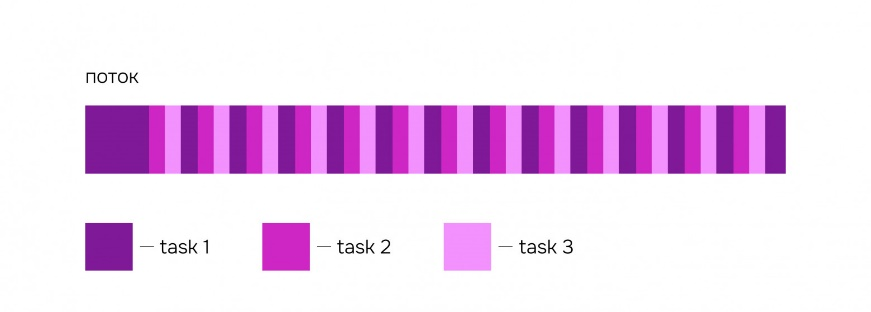 поток
— task 1
— task 2
— task 3